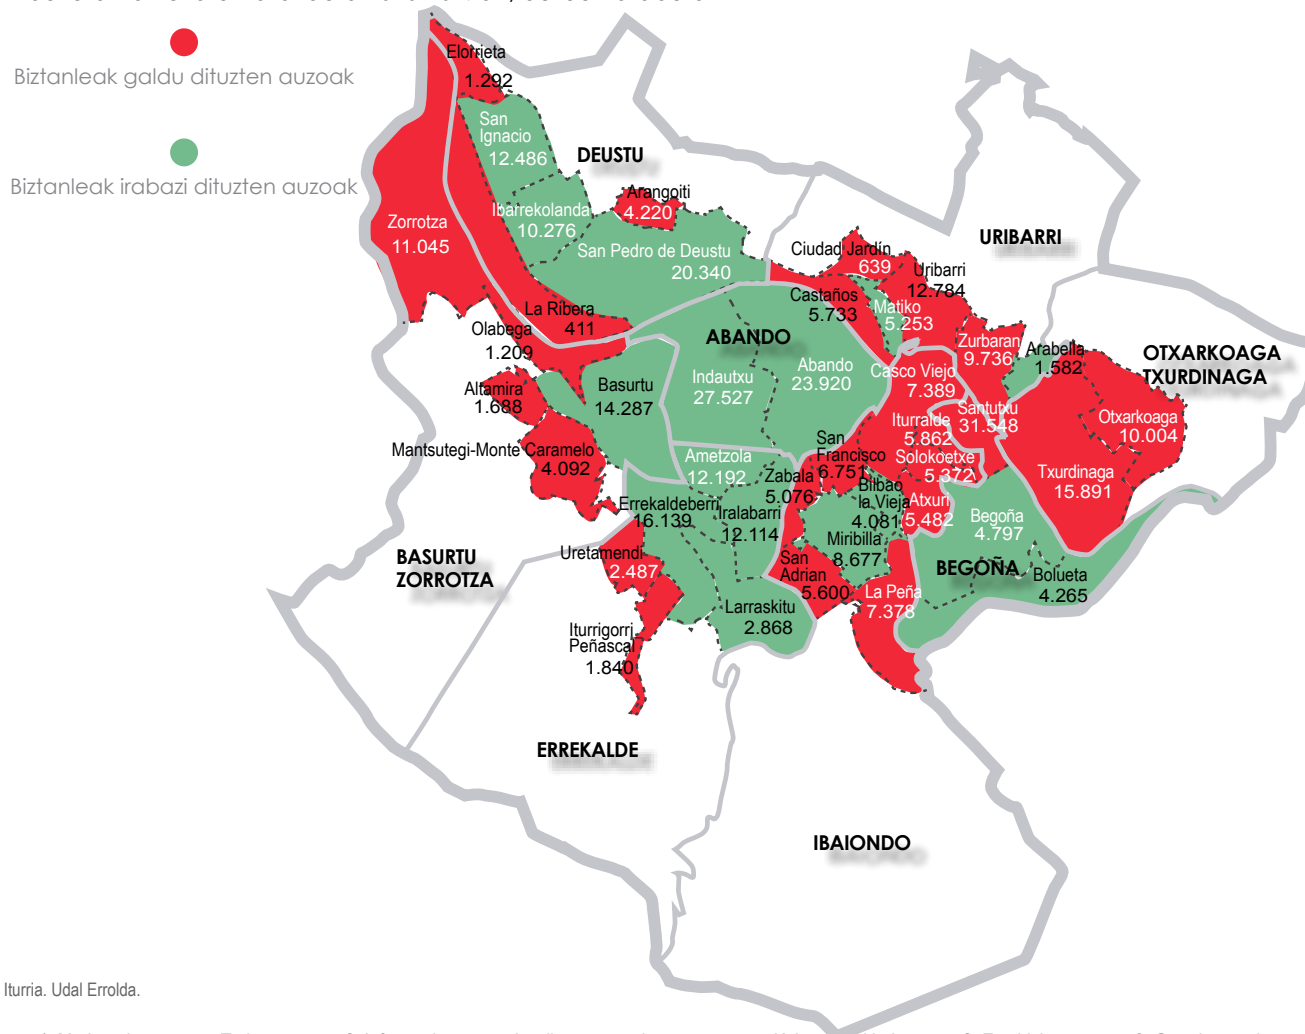 Biztanleak galdu dituzten auzoak
Biztanleak irabazi dituzten auzoak
Elorrieta
1.292
San
Ignacio
12.486
DEUSTU
Ibarrekolanda
10.276
Arangoiti
4.220
Zorrotza
11.045
San Pedro de Deustu
20.340
Ciudad Jardín
639
URIBARRI
Uribarri
12.784
Castaños
5.733
Matiko
5.253
La Ribera
411
Olabega
1.209
ABANDO
Zurbaran
9.736
Arabella
1.582
OTXARKOAGA
TXURDINAGA
Altamira
1.688
Basurtu
14.287
Indautxu
27.527
Abando
23.920
Casco Viejo
7.389
Santutxu
31.548
Otxarkoaga
10.004
Iturralde
5.862
Mantsutegi-Monte Caramelo
4.092
Ametzola
12.192
San
Francisco
6.751
Solokoetxe
5.372
Txurdinaga
15.891
Zabala
5.076
Bilbao
la Vieja
4.081
Atxuri
5.482
Errekaldeberri
16.139
Iralabarri
12.114
Begoña
4.797
Miribilla
8.677
BASURTU
ZORROTZA
Uretamendi
2.487
San
Adrian
5.600
La Peña
7.378
BEGOÑA
Bolueta
4.265
Larraskitu
2.868
Iturrigorri
Peñascal
1.840
ERREKALDE
IBAIONDO
Iturria. Udal Errolda.